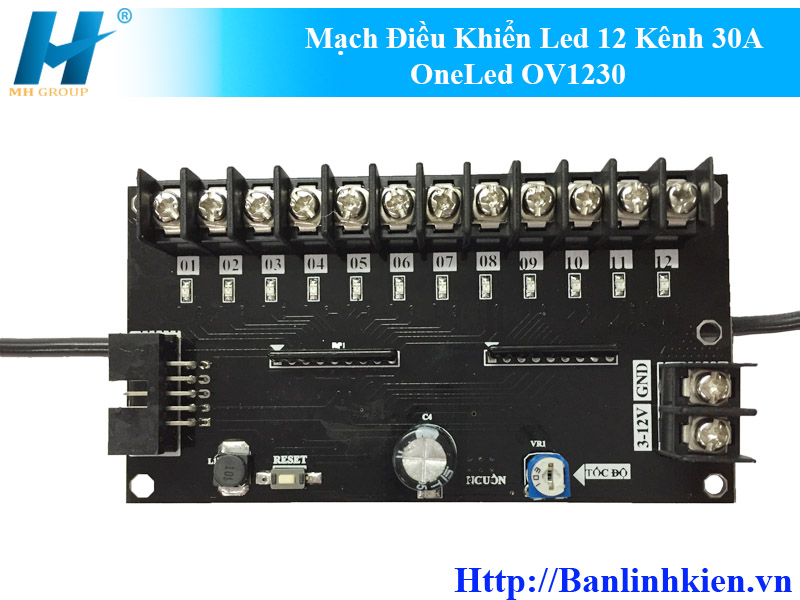 ®
MH GROUP
Mạch Điều Khiển Led 12 Kênh 30A
OneLed OV1230
01 02 03 04 05 06 07 08 09 10 11 12
GND
3-12V
C4
VR1
RESET
101
NGUỒN
TỐC ĐỘ
Http://Banlinhkien.vn